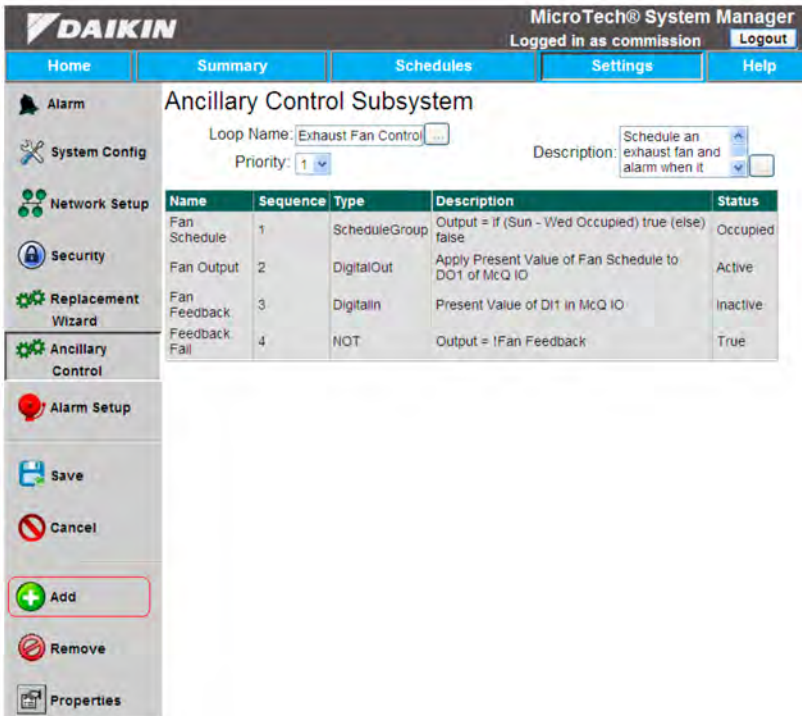 DAIKIN
MicroTech® System Manager
Logged in as commission Logout
Home Summary Schedules Settings Help
Alarm
System Config
Network Setup
Security
Replacement
Wizard
Ancillary
Control
Alarm Setup
Save
Cancel
Add
Remove
Properties
Ancillary Control Subsystem
Loop Name: Exhaust Fan Control ...
Priority: 1
Description: Schedule an
exhaust fan and
alarm when it
Name Sequence Type Description Status
Fan
Schedule 1 ScheduleGroup Output = if (Sun - Wed Occupied) true (else)
false Occupied
Fan Output 2 DigitalOut Apply Present Value of Fan Schedule to
DO1 of McQ IO Active
Fan
Feedback 3 DigitalIn Present Value of DI1 in McQ IO Inactive
Feedback
Fail 4 NOT Output = !Fan Feedback True